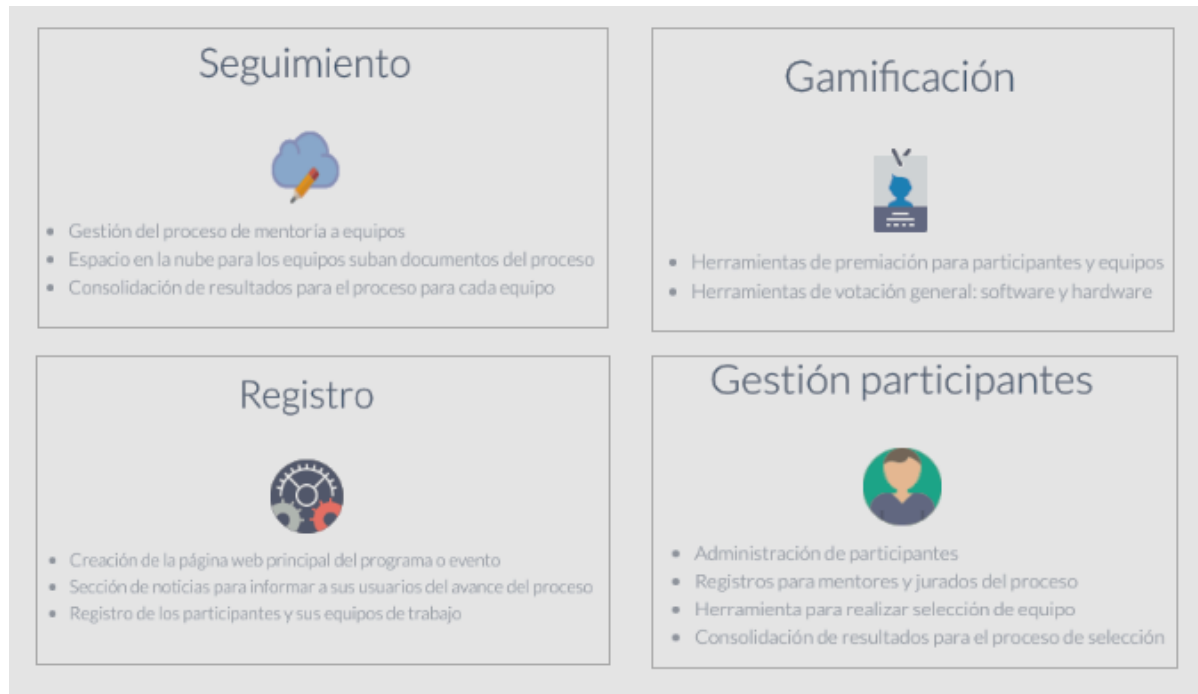 Seguimiento
• Gestión del proceso de mentoria a equipos
• Espacio en la nube para los equipos suban documentos del proceso
• Consolidación de resultados para el proceso para cada equipo
Gamificación
• Herramientas de premiación para participantes y equipos
• Herramientas de votación general: software y hardware
Registro
• Creación de la página web principal del programa o evento
• Sección de noticias para informar a sus usuarios del avance del proceso
• Registro de los participantes y sus equipos de trabajo
Gestión participantes
• Administración de participantes
• Registros para mentores y jurados del proceso
• Herramienta para realizar selección de equipo
• Consolidación de resultados para el proceso de selección